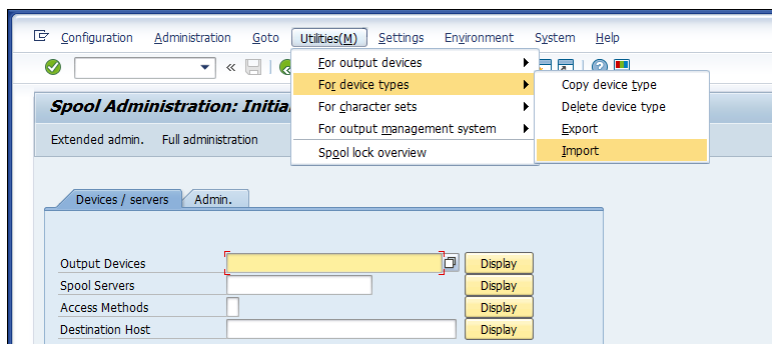 Configuration Administration Goto Utilities(M) Settings Environment System Help
For output devices
For device types
For character sets
For output management system
Spool lock overview
Copy device type
Delete device type
Export
Import
Spool Administration: Initia
Extended admin. Full administration
Devices / servers Admin.
Output Devices Display
Spool Servers Display
Access Methods Display
Destination Host Display